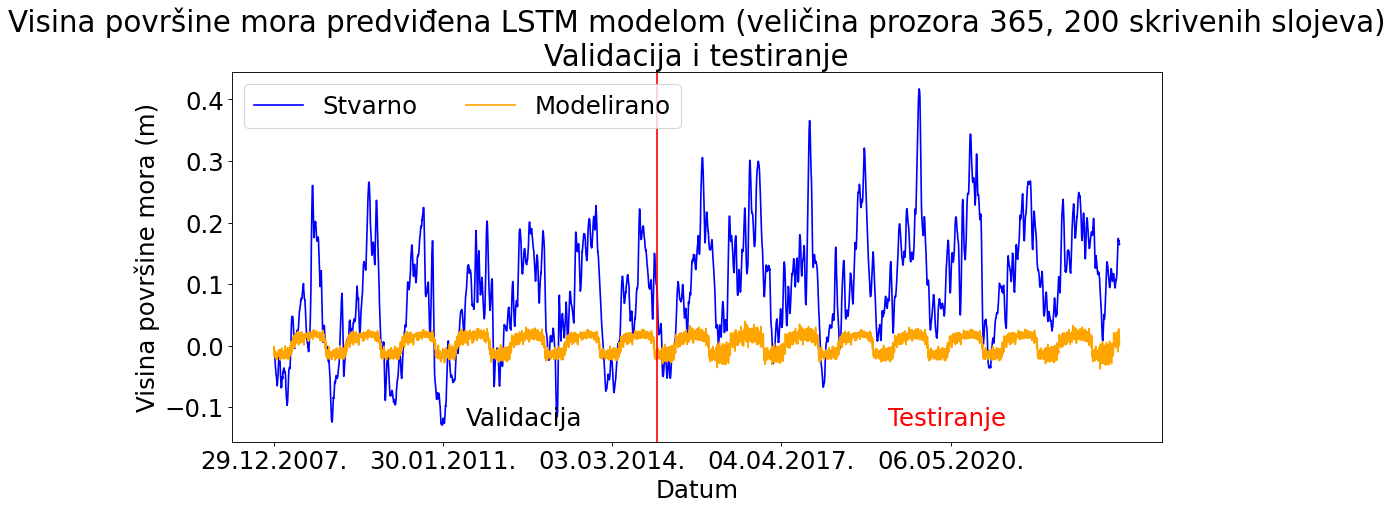 Visina površine mora predviđena LSTM modelom (veličina prozora 365, 200 skrivenih slojeva)
Validacija i testiranje
Stvarno
Modelirano
Visina površine mora (m)
0.4
0.3
0.2
0.1
0.0
−0.1
Validacija
Testiranje
29.12.2007.
30.01.2011.
03.03.2014.
04.04.2017.
06.05.2020.
Datum